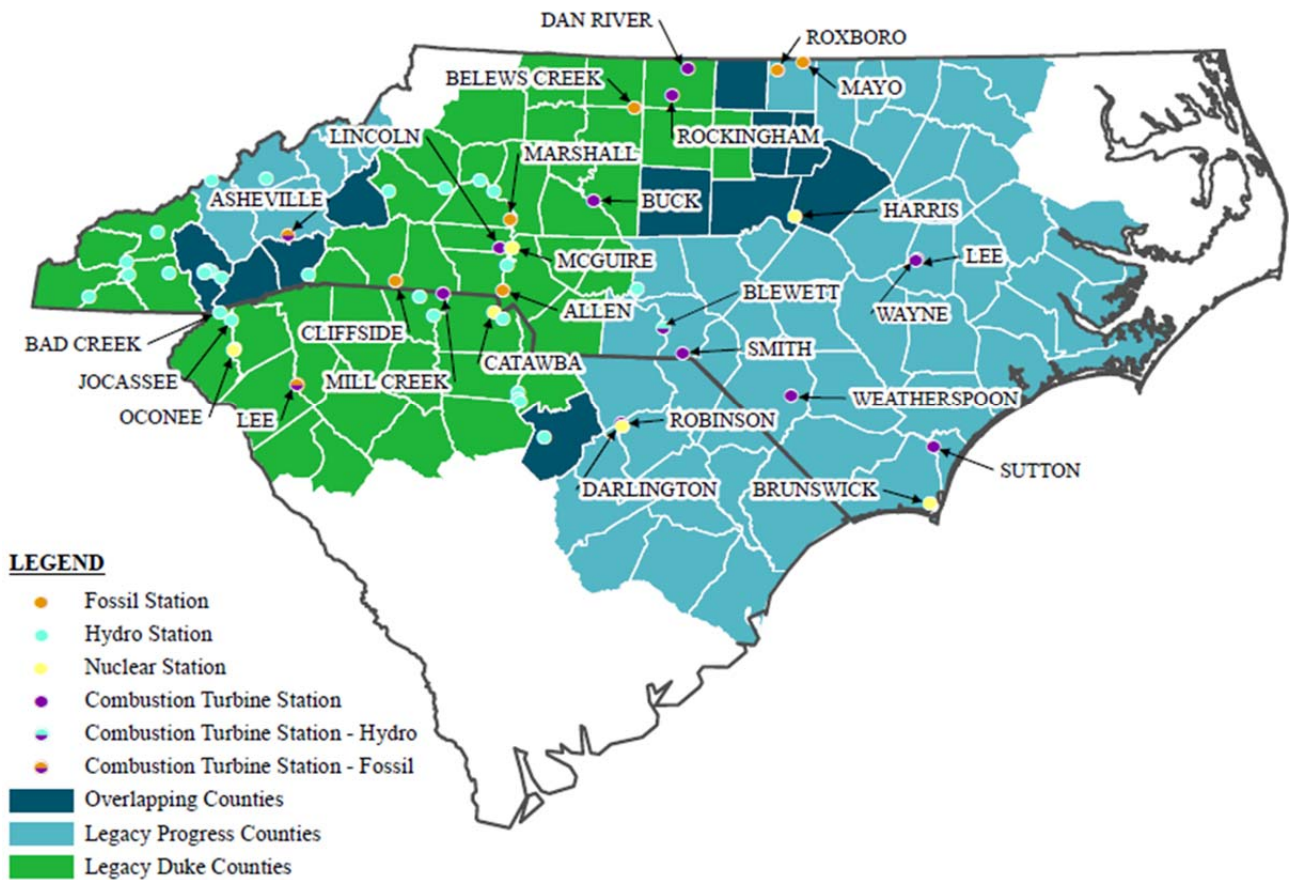 DAN RIVER
ROXBORO
BELEWS CREEK
MAYO
LINCOLN
MARSHALL
ROCKINGHAM
ASHEVILLE
BUCK
HARRIS
MCGUIRE
LEE
BLEWETT
WAYNE
ALLEN
CLIFFSIDE
BAD CREEK
SMITH
CATAWBA
JOCASSEE
MILL CREEK
WEATHERSPOON
OCONEE
LEE
ROBINSON
SUTTON
DARLINGTON
BRUNSWICK
LEGEND
Fossil Station
Hydro Station
Nuclear Station
Combustion Turbine Station
Combustion Turbine Station - Hydro
Combustion Turbine Station - Fossil
Overlapping Counties
Legacy Progress Counties
Legacy Duke Counties